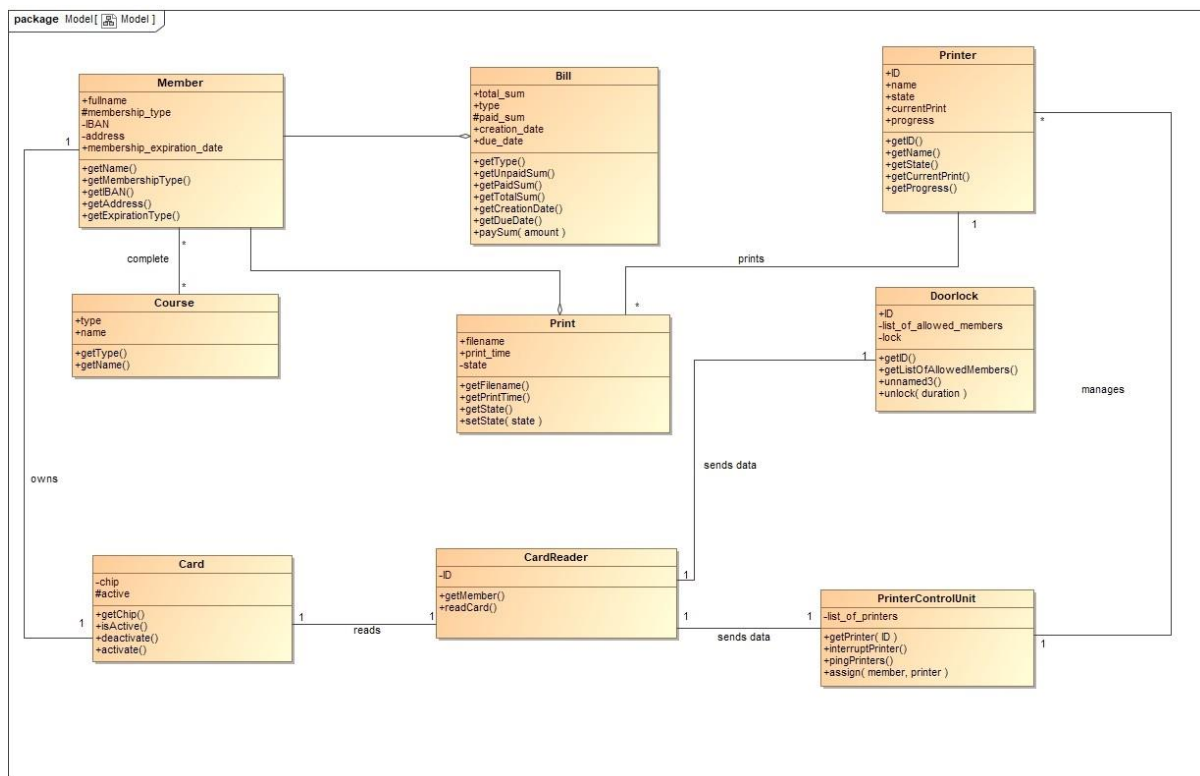 package Model[ Model ]
Member
+fullname
#membership_type
-IBAN
-address
+membership_expiration_date
+getName()
+getMembershipType()
+getIBAN()
+getAddress()
+getExpirationType()
Bill
+total_sum
+type
#paid_sum
+creation_date
+due_date
+getType()
+getUnpaidSum()
+getPaidSum()
+getTotalSum()
+getCreationDate()
+getDueDate()
+paySum( amount )
Printer
+ID
+name
+state
+currentPrint
+progress
+getID()
+getName()
+getState()
+getCurrentPrint()
+getProgress()
1
*
*
complete
*
1
prints
*
Course
+type
+name
+getType()
+getName()
Print
+filename
+print_time
-state
+getFilename()
+getPrintTime()
+getState()
+setState( state )
Doorlock
+ID
-list_of_allowed_members
-lock
+getID()
+getListOfAllowedMembers()
+unnamed3()
+unlock( duration )
1
manages
sends data
owns
Card
-chip
#active
+getChip()
+isActive()
+deactivate()
+activate()
1
1
reads
1
CardReader
-ID
+getMember()
+readCard()
1
1
sends data
1
PrinterControlUnit
-list_of_printers
+getPrinter( ID )
+interruptPrinter()
+pingPrinters()
+assign( member, printer )
1